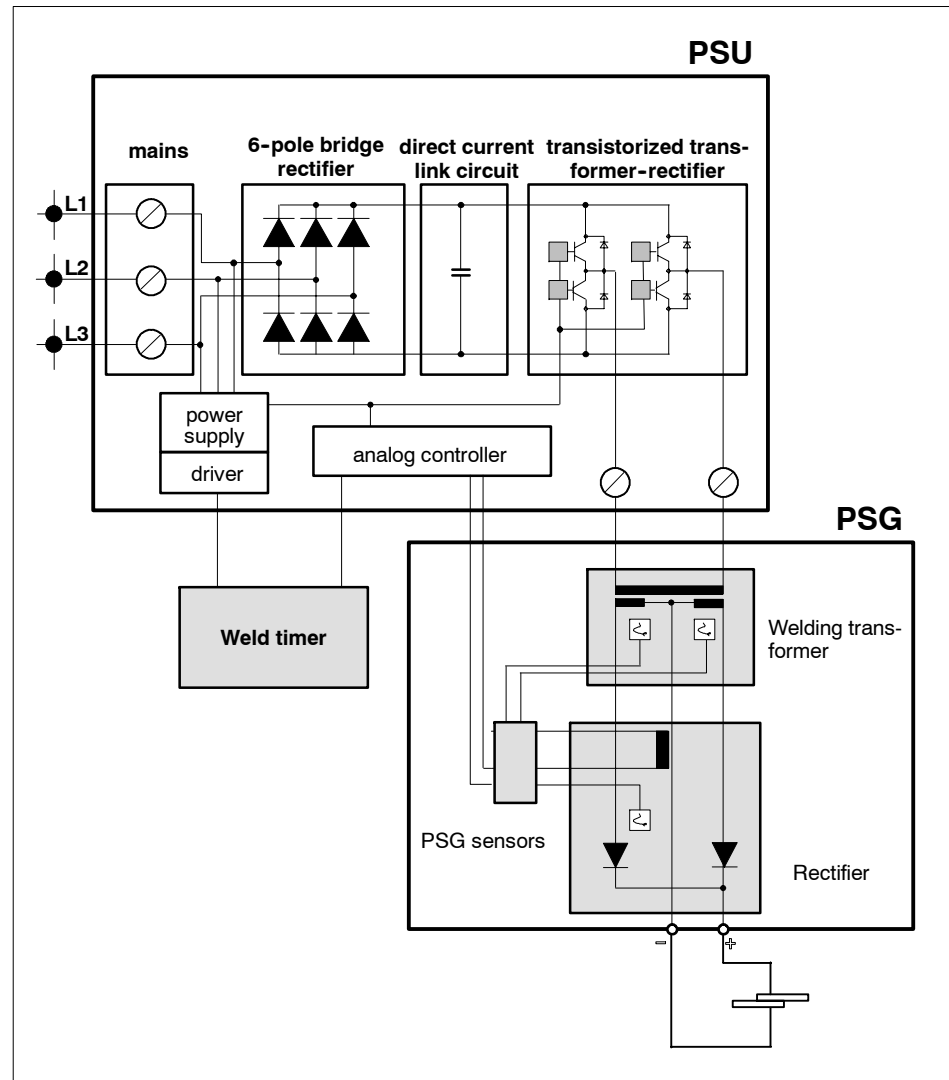 PSU
mains
6-pole bridge
rectifier
direct current
link circuit
transistorized trans-
former-rectifier
L1
L2
L3
power
supply
driver
analog controller
PSG
Weld timer
Welding trans-
former
PSG sensors
Rectifier
− +